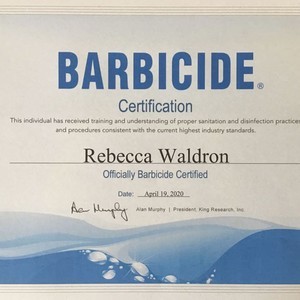 BARBICIDE®
Certification
This individual has received training and understanding of proper sanitation and disinfection practices
and procedures consistent with the current highest industry standards.
Rebecca Waldron
Officially Barbicide Certified
Date: April 19, 2020
Alan Murphy Alan Murphy | President, King Research, Inc.